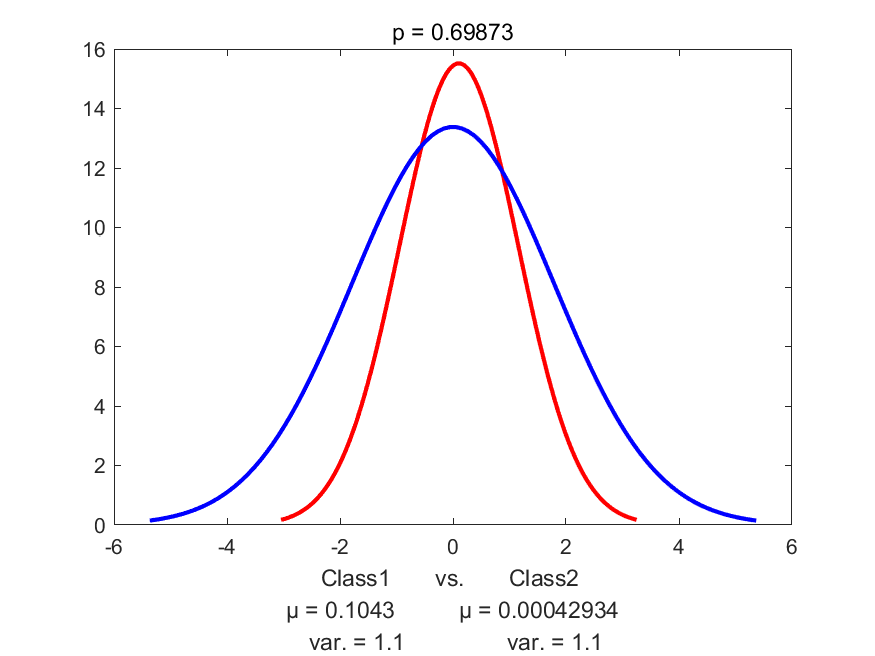 p = 0.69873
16
14
12
10
8
6
4
2
0
-6 -4 -2 0 2 4 6
Class1 vs. Class2
μ = 0.1043 μ = 0.00042934
var. = 1.1 var. = 1.1